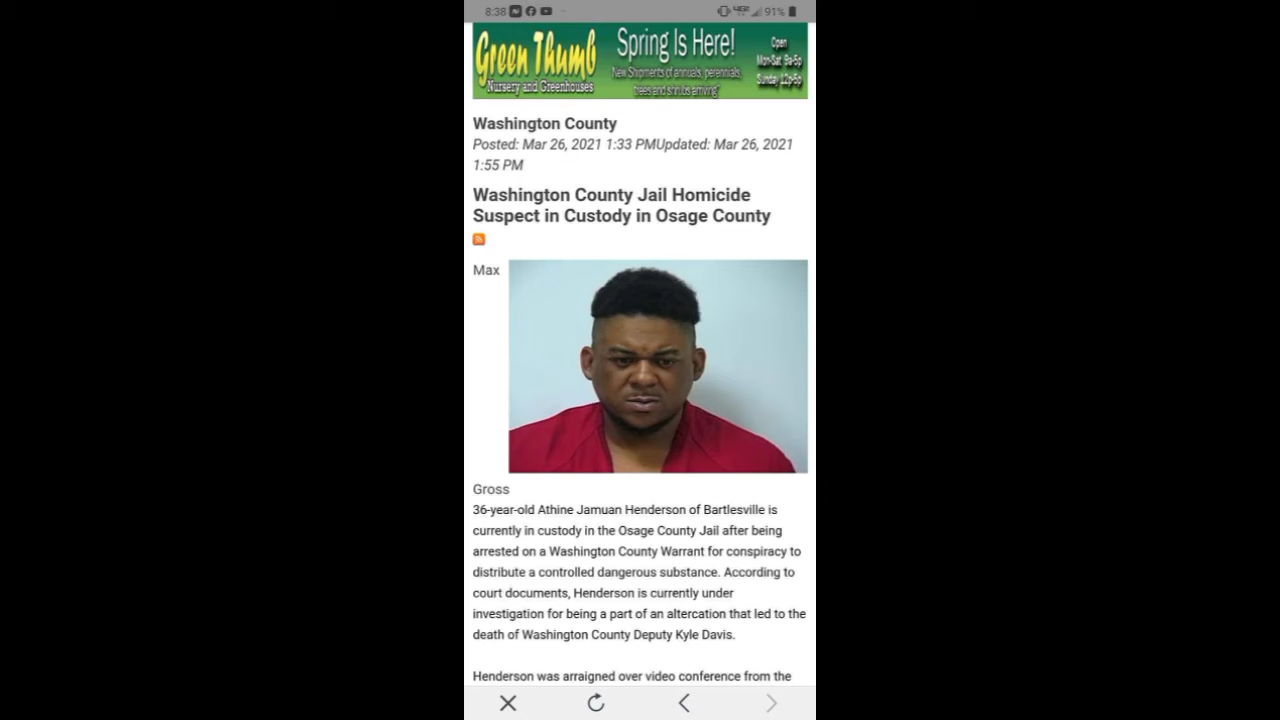 8:38
4G 91%
Green Thumb
Nursery and Greenhouses
Spring Is Here!
New Shipments of annuals, perennials,
trees and shrubs arriving
Open
Mon-Sat 9a-6p
Sunday 12p-5p
Washington County
Posted: Mar 26, 2021 1:33 PMUpdated: Mar 26, 2021
1:55 PM
Washington County Jail Homicide
Suspect in Custody in Osage County
Max
Gross
36-year-old Athine Jamuan Henderson of Bartlesville is
currently in custody in the Osage County Jail after being
arrested on a Washington County Warrant for conspiracy to
distribute a controlled dangerous substance. According to
court documents, Henderson is currently under
investigation for being a part of an altercation that led to the
death of Washington County Deputy Kyle Davis.
Henderson was arraigned over video conference from the